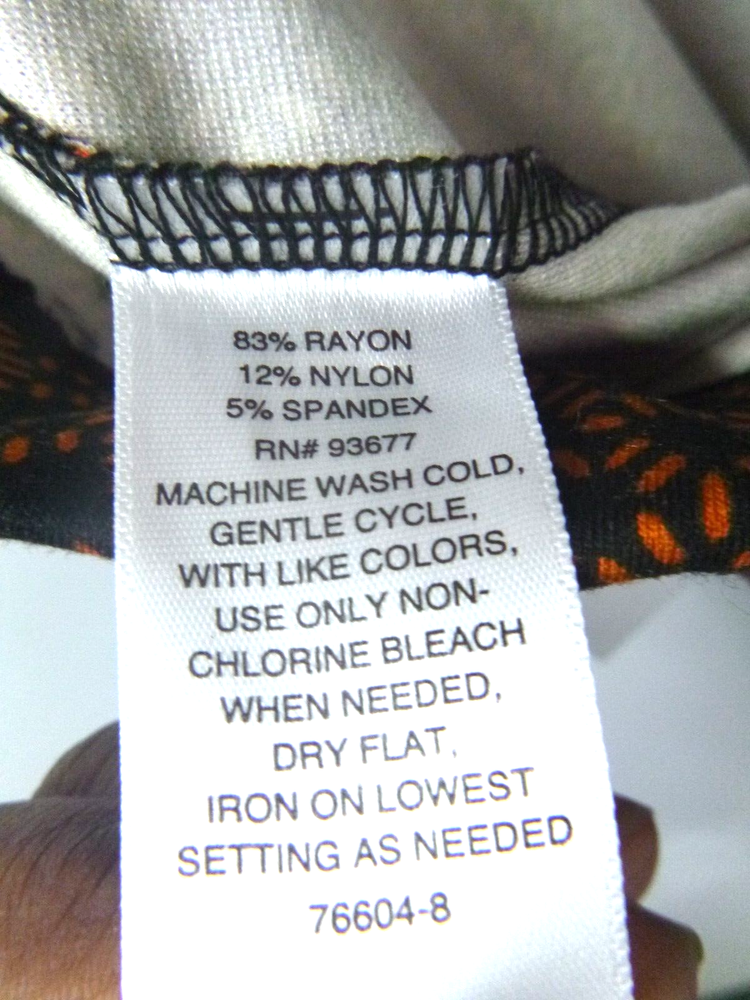 83% RAYON
12% NYLON
5% SPANDEX
RN# 93677
MACHINE WASH COLD,
GENTLE CYCLE,
WITH LIKE COLORS,
USE ONLY NON-
CHLORINE BLEACH
WHEN NEEDED,
DRY FLAT,
IRON ON LOWEST
SETTING AS NEEDED
76604-8